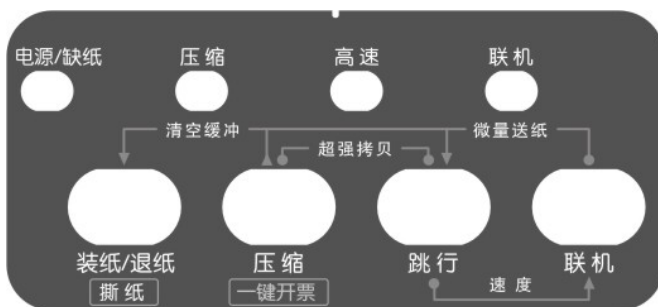 电源/缺纸 压缩 高速 联机
清空缓冲 微量送纸
超强拷贝
装纸/退纸 压缩 跳行 联机
撕纸 一键开票 速度